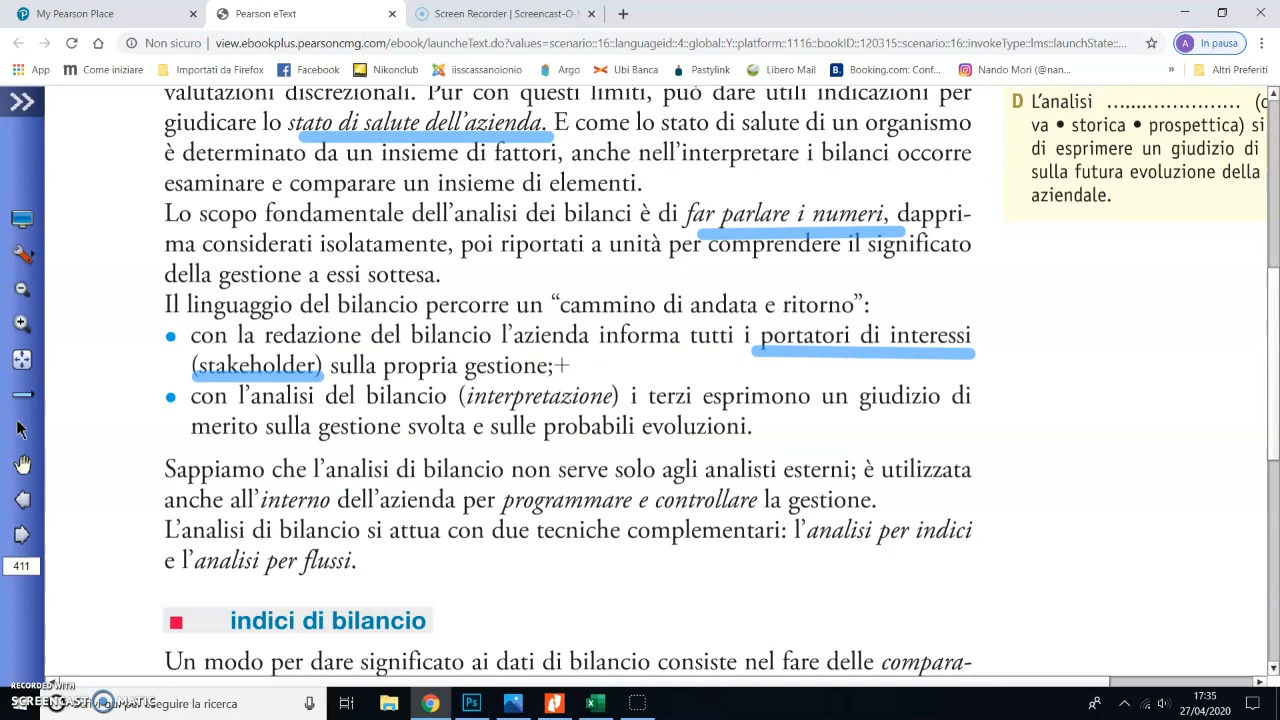 My Pearson Place
Pearson eText
Screen Recorder | Screencast-O-
Non sicuro | view.ebookplus.pearsoncmg.com/ebook/launchText.do?values=scenario::16::languageid::4::global::Y::platform::1116::bookID::120315::scenario::16::invokeType::lms::launchState::...
A In pausa
App Come iniziare Importati da Firefox Facebook Nikonclub iisscassanoionio Argo Ubi Banca Pastylink Libero Mail Booking.com: Conf... Nando Mori (@nan... » Altri Preferiti
valutazioni discrezionali. Pur con questi limiti, può dare utili indicazioni per
giudicare lo stato di salute dell'azienda. E come lo stato di salute di un organismo
è determinato da un insieme di fattori, anche nell'interpretare i bilanci occorre
esaminare e comparare un insieme di elementi.
Lo scopo fondamentale dell'analisi dei bilanci è di far parlare i numeri, dappri-
ma considerati isolatamente, poi riportati a unità per comprendere il significato
della gestione a essi sottesa.
Il linguaggio del bilancio percorre un “cammino di andata e ritorno”:
• con la redazione del bilancio l'azienda informa tutti i portatori di interessi
(stakeholder) sulla propria gestione;+
• con l'analisi del bilancio (interpretazione) i terzi esprimono un giudizio di
merito sulla gestione svolta e sulle probabili evoluzioni.
Sappiamo che l'analisi di bilancio non serve solo agli analisti esterni; è utilizzata
anche all'interno dell'azienda per programmare e controllare la gestione.
L'analisi di bilancio si attua con due tecniche complementari: l'analisi per indici
e l'analisi per flussi.
indici di bilancio
Un modo per dare significato ai dati di bilancio consiste nel fare delle compara-
D L'analisi ........................ (
va • storica • prospettica) si
di esprimere un giudizio di
sulla futura evoluzione della
aziendale.
411
RECORDED WITH
SCREENCAST-O-MATIC
per eseguire la ricerca
17:35
27/04/2020